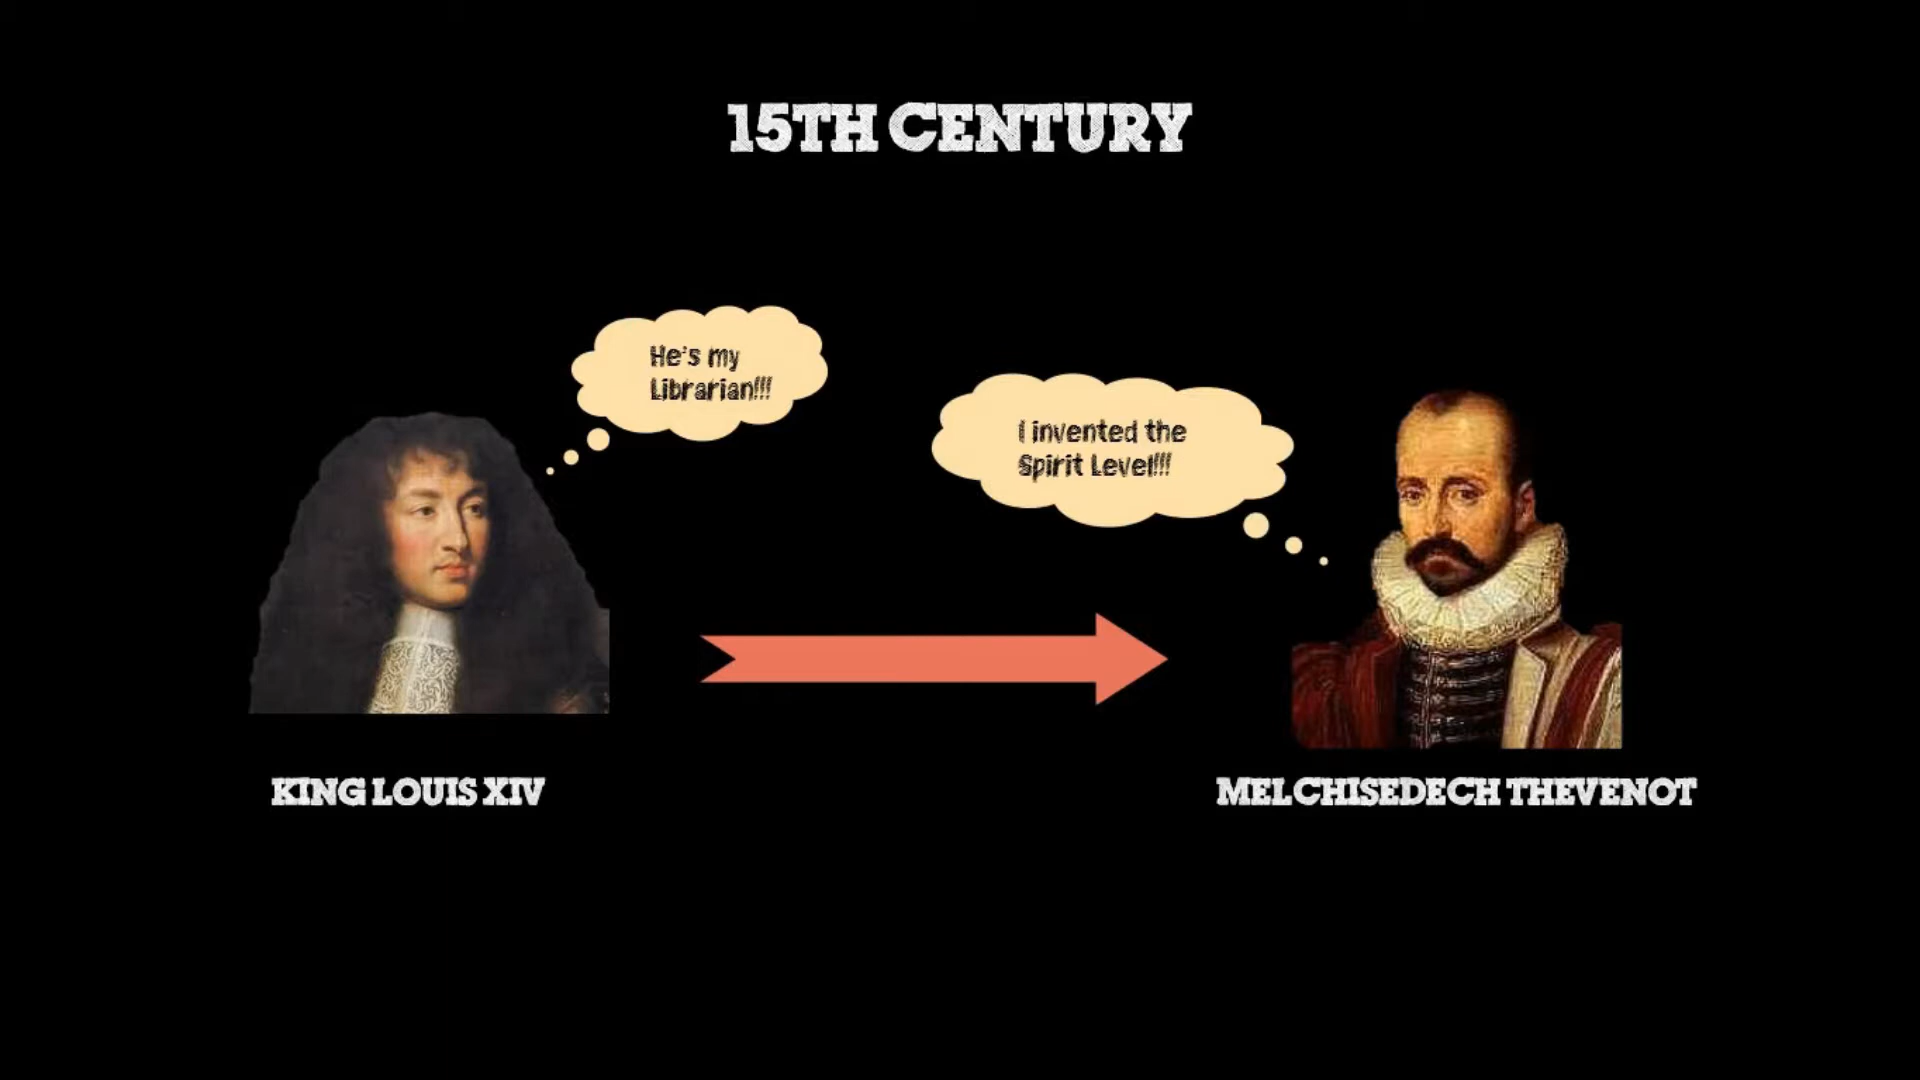 15TH CENTURY
He's my
Librarian!!!
I invented the
Spirit Level!!!
KING LOUIS XIV
MELCHISEDECH THEVENOT